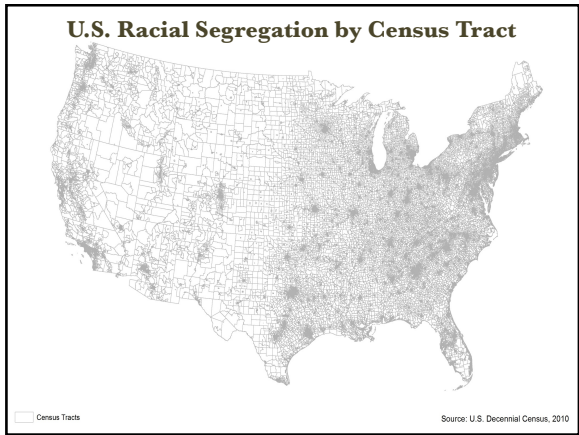 U.S. Racial Segregation by Census Tract
Census Tracts
Source: U.S. Decennial Census, 2010